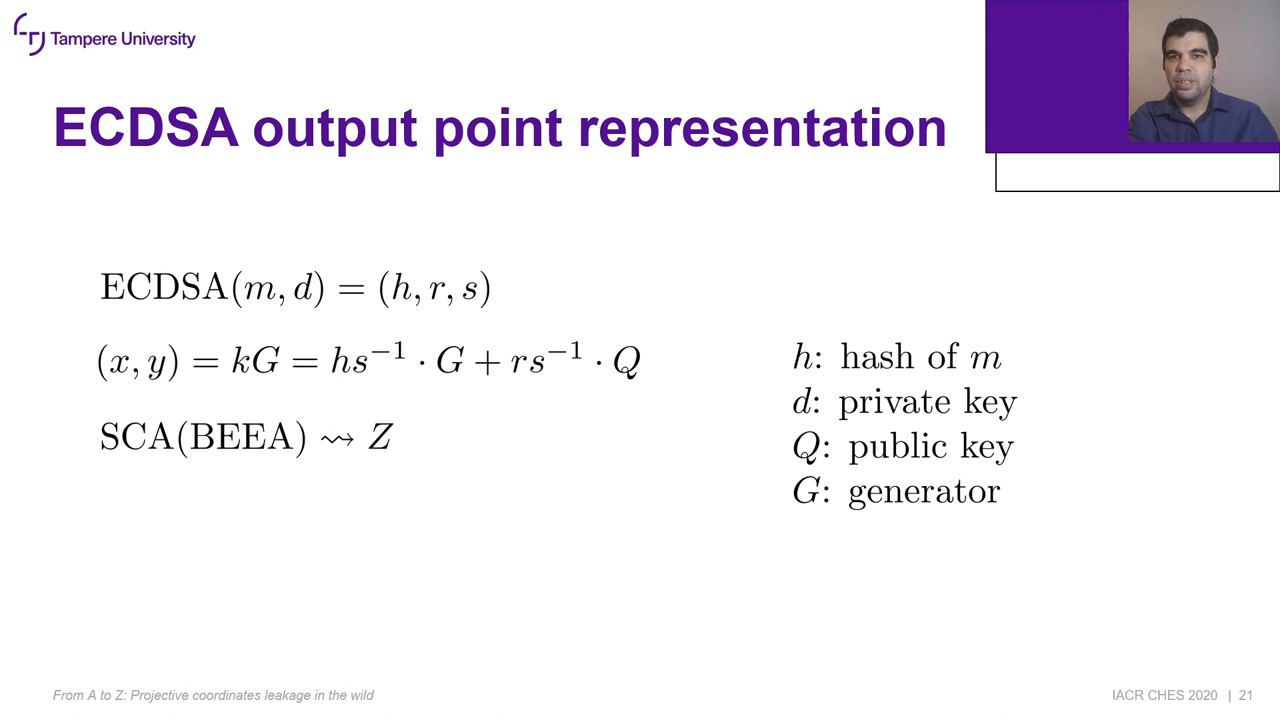 Tampere University
ECDSA output point representation
ECDSA(m, d) = (h, r, s)
(x, y) = kG = hs⁻¹ · G + rs⁻¹ · Q
SCA(BEEA) ⇝ Z
h: hash of m
d: private key
Q: public key
G: generator
From A to Z: Projective coordinates leakage in the wild
IACR CHES 2020 | 21